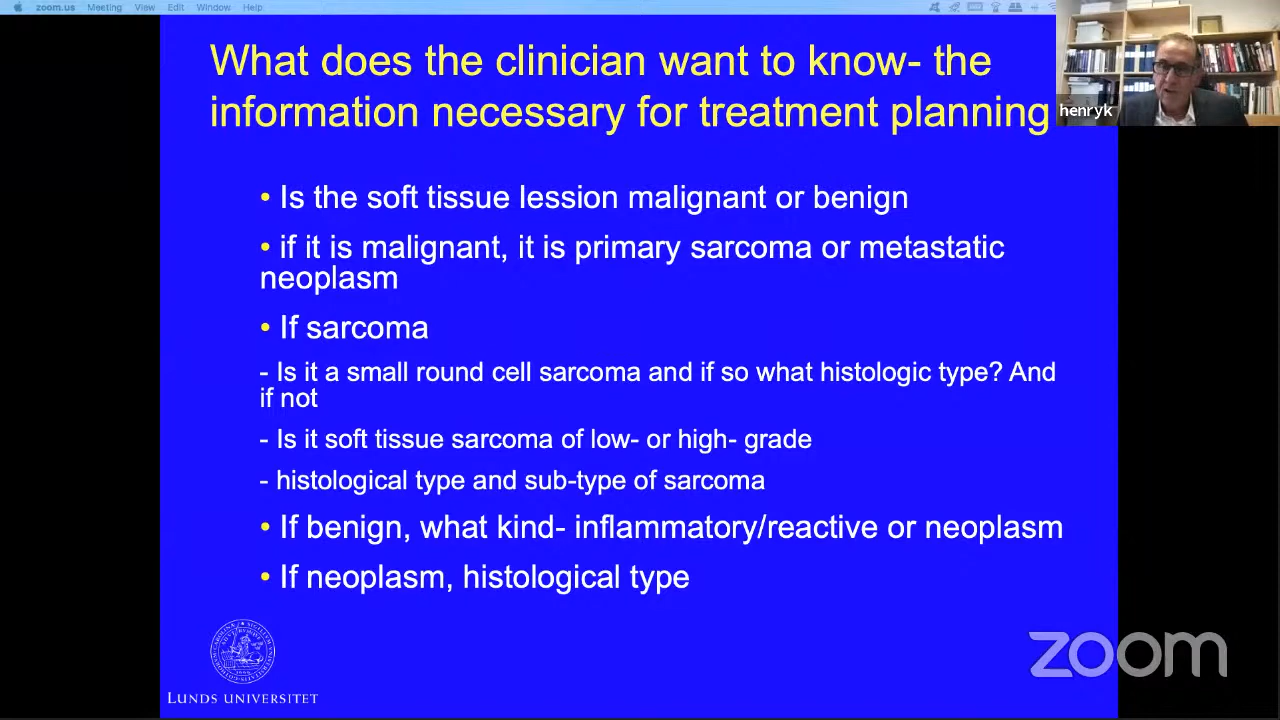 zoom.us Meeting View Edit Window Help
What does the clinician want to know- the
information necessary for treatment planning
henryk
• Is the soft tissue lession malignant or benign
• if it is malignant, it is primary sarcoma or metastatic
neoplasm
• If sarcoma
- Is it a small round cell sarcoma and if so what histologic type? And
if not
- Is it soft tissue sarcoma of low- or high- grade
- histological type and sub-type of sarcoma
• If benign, what kind- inflammatory/reactive or neoplasm
• If neoplasm, histological type
LUNDS UNIVERSITET
zoom